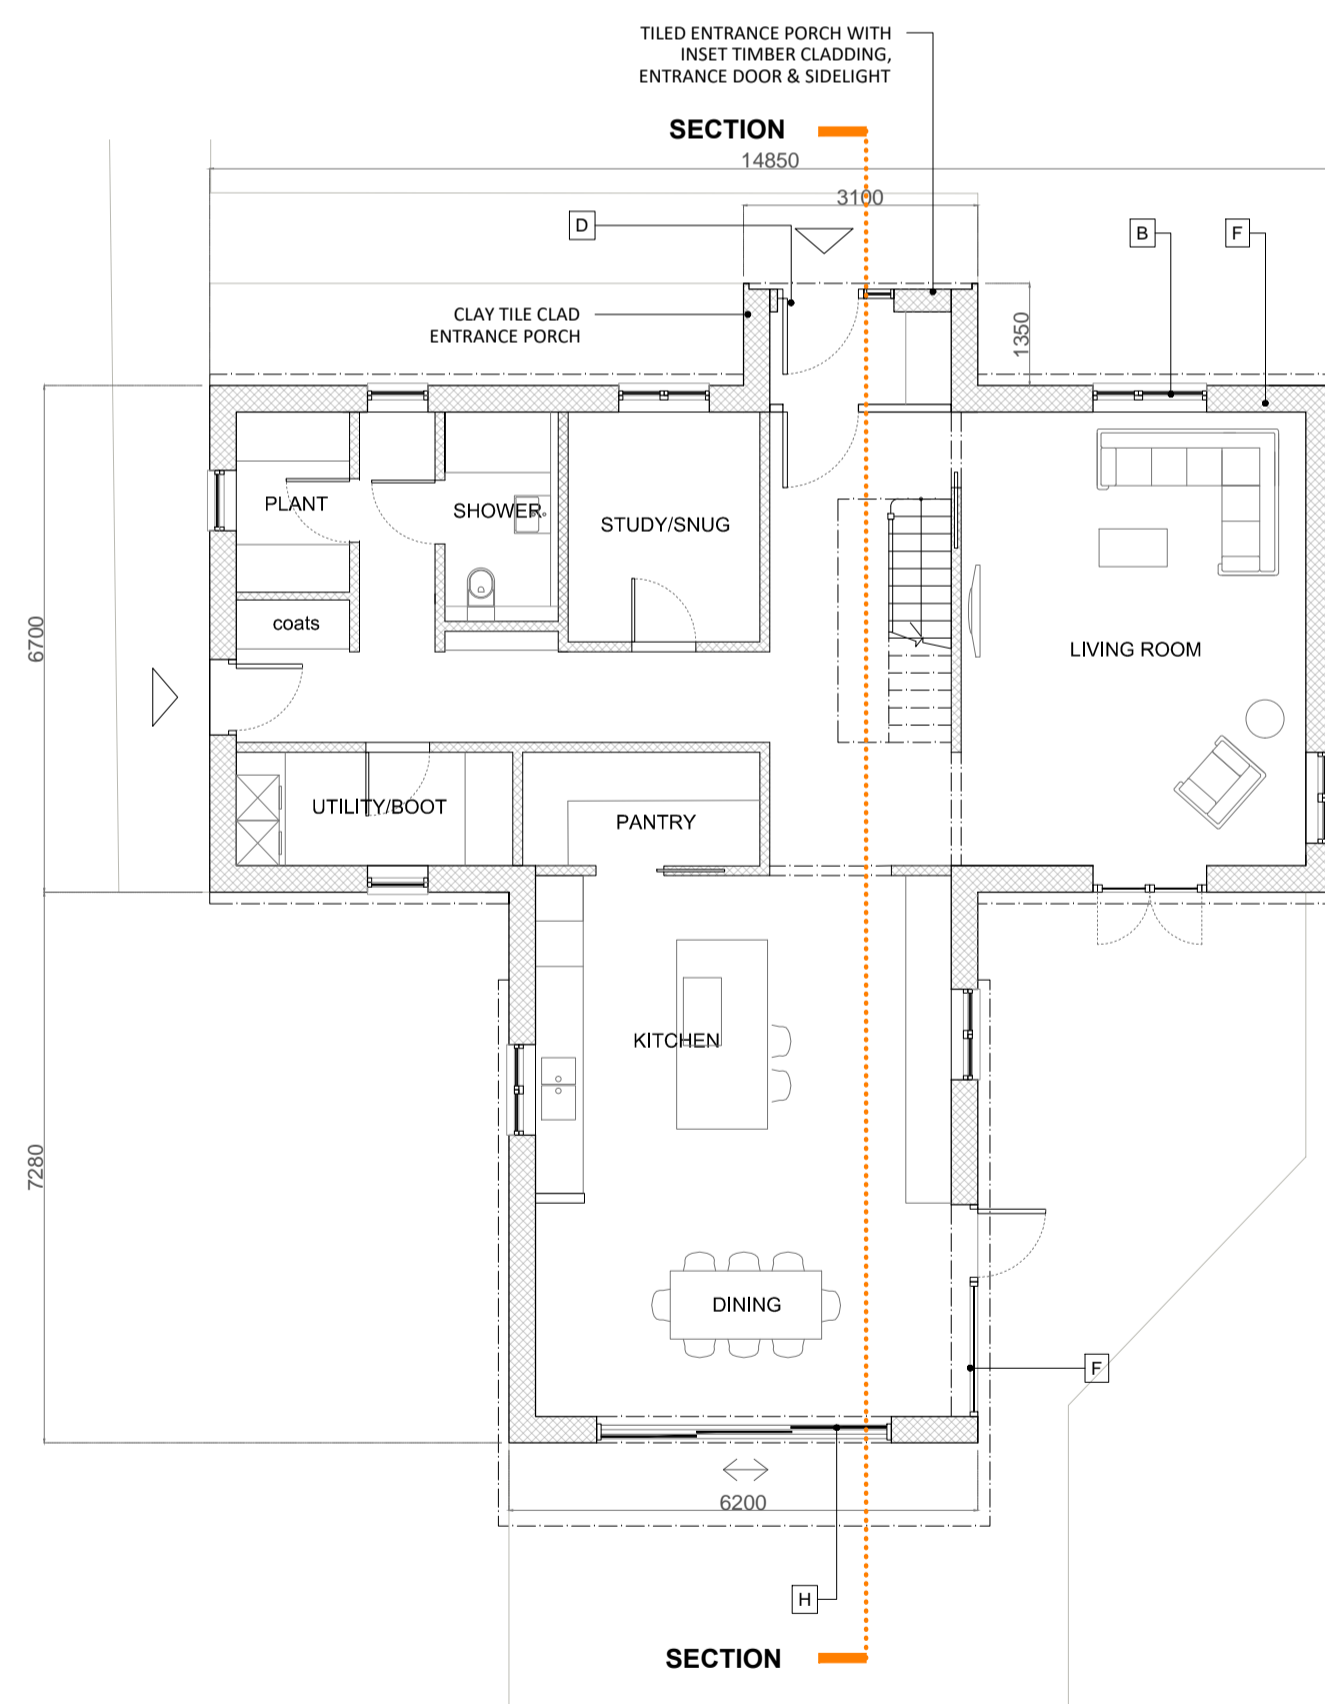 TILED ENTRANCE PORCH WITH
INSET TIMBER CLADDING,
ENTRANCE DOOR & SIDELIGHT
SECTION
14850
3100
D
B
F
CLAY TILE CLAD
ENTRANCE PORCH
1350
PLANT
SHOWER
STUDY/SNUG
coats
6700
LIVING ROOM
UTILITY/BOOT
PANTRY
KITCHEN
7280
DINING
F
6200
H
SECTION